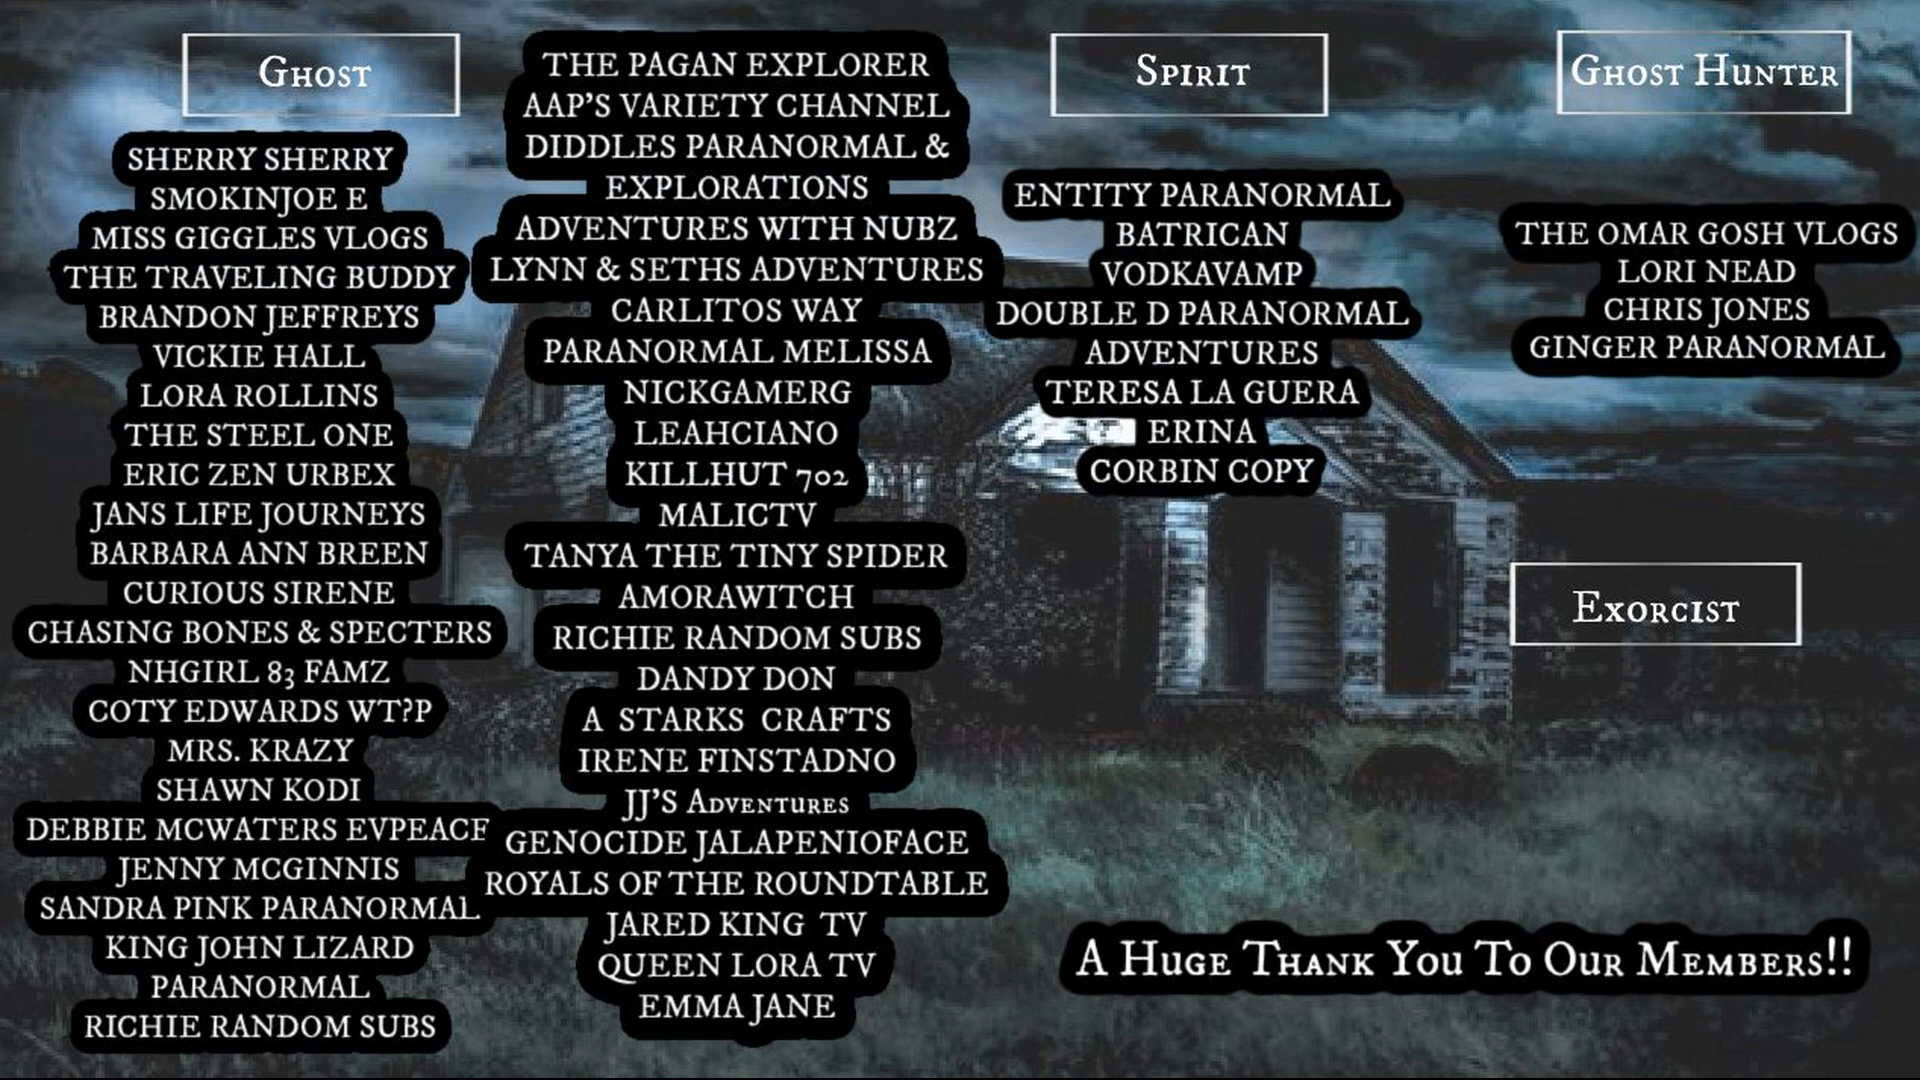 Ghost
SHERRY SHERRY
SMOKINJOE E
MISS GIGGLES VLOGS
THE TRAVELING BUDDY
BRANDON JEFFREYS
VICKIE HALL
LORA ROLLINS
THE STEEL ONE
ERIC ZEN URBEX
JANS LIFE JOURNEYS
BARBARA ANN BREEN
CURIOUS SIRENE
CHASING BONES & SPECTERS
NHGIRL 83 FAMZ
COTY EDWARDS WT?P
MRS. KRAZY
SHAWN KODI
DEBBIE MCWATERS EVPEACE
JENNY MCGINNIS
SANDRA PINK PARANORMAL
KING JOHN LIZARD
PARANORMAL
RICHIE RANDOM SUBS
THE PAGAN EXPLORER
AAP'S VARIETY CHANNEL
DIDDLES PARANORMAL &
EXPLORATIONS
ADVENTURES WITH NUBZ
LYNN & SETHS ADVENTURES
CARLITOS WAY
PARANORMAL MELISSA
NICKGAMERG
LEAHCIANO
KILLHUT 702
MALICTV
TANYA THE TINY SPIDER
AMORAWITCH
RICHIE RANDOM SUBS
DANDY DON
A STARKS CRAFTS
IRENE FINSTADNO
JJ'S Adventures
GENOCIDE JALAPENIOFACE
ROYALS OF THE ROUNDTABLE
JARED KING TV
QUEEN LORA TV
EMMA JANE
Spirit
ENTITY PARANORMAL
BATRICAN
VODKAVAMP
DOUBLE D PARANORMAL
ADVENTURES
TERESA LA GUERA
ERINA
CORBIN COPY
Ghost Hunter
THE OMAR GOSH VLOGS
LORI NEAD
CHRIS JONES
GINGER PARANORMAL
Exorcist
A Huge Thank You To Our Members!!